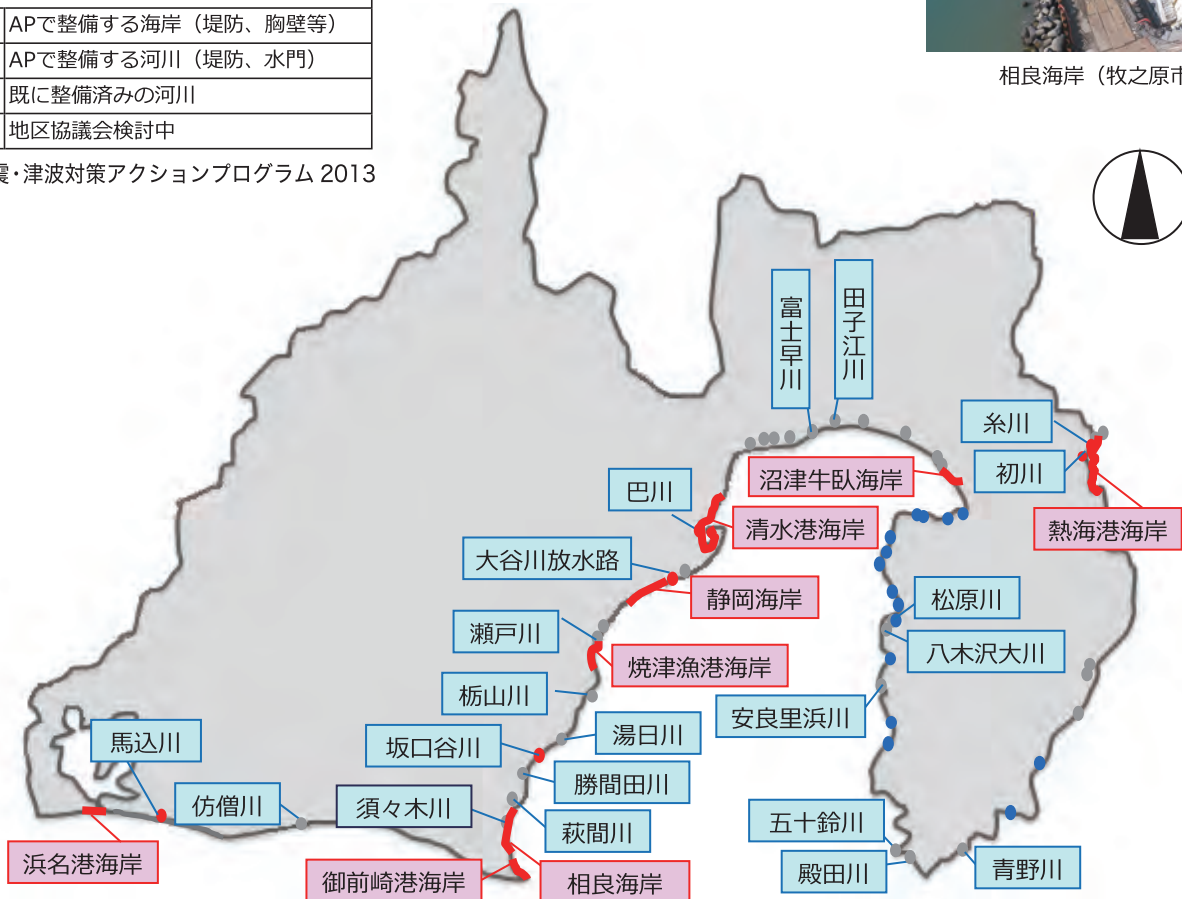 APで整備する海岸（堤防、胸壁等）
APで整備する河川（堤防、水門）
既に整備済みの河川
地区協議会検討中
震・津波対策アクションプログラム 2013
相良海岸（牧之原市
富士早川
田子江川
糸川
初川
沼津牛臥海岸
巴川
清水港海岸
熱海港海岸
大谷川放水路
静岡海岸
松原川
瀬戸川
八木沢大川
焼津漁港海岸
栃山川
安良里浜川
馬込川
坂口谷川
湯日川
勝間田川
仿僧川
須々木川
萩間川
五十鈴川
浜名港海岸
御前崎港海岸
相良海岸
殿田川
青野川